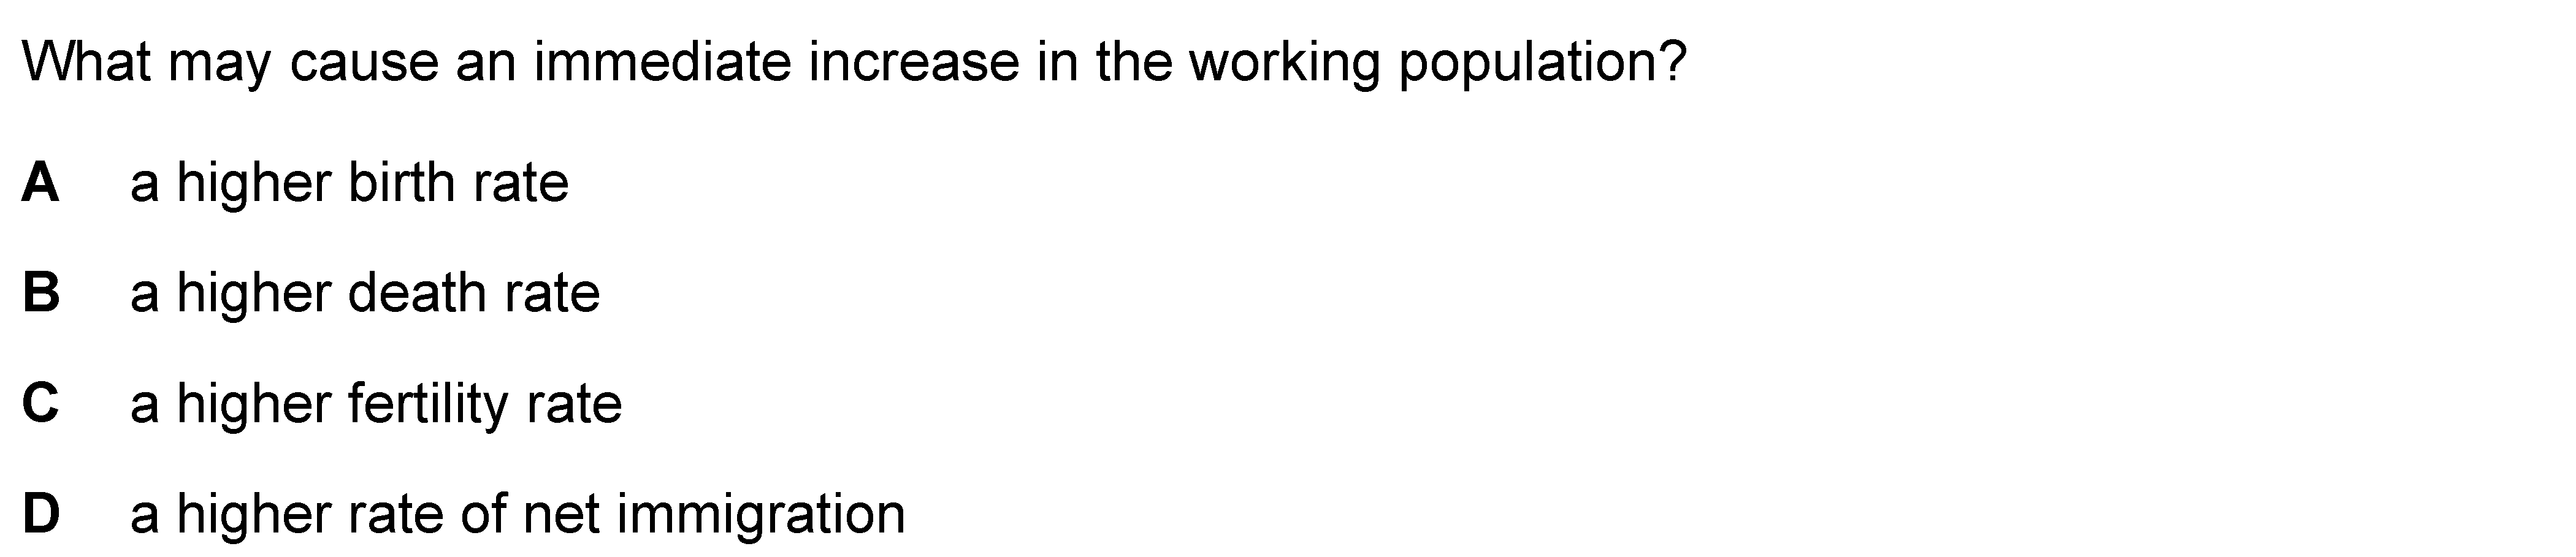 What may cause an immediate increase in the working population?
A a higher birth rate
B a higher death rate
C a higher fertility rate
D a higher rate of net immigration